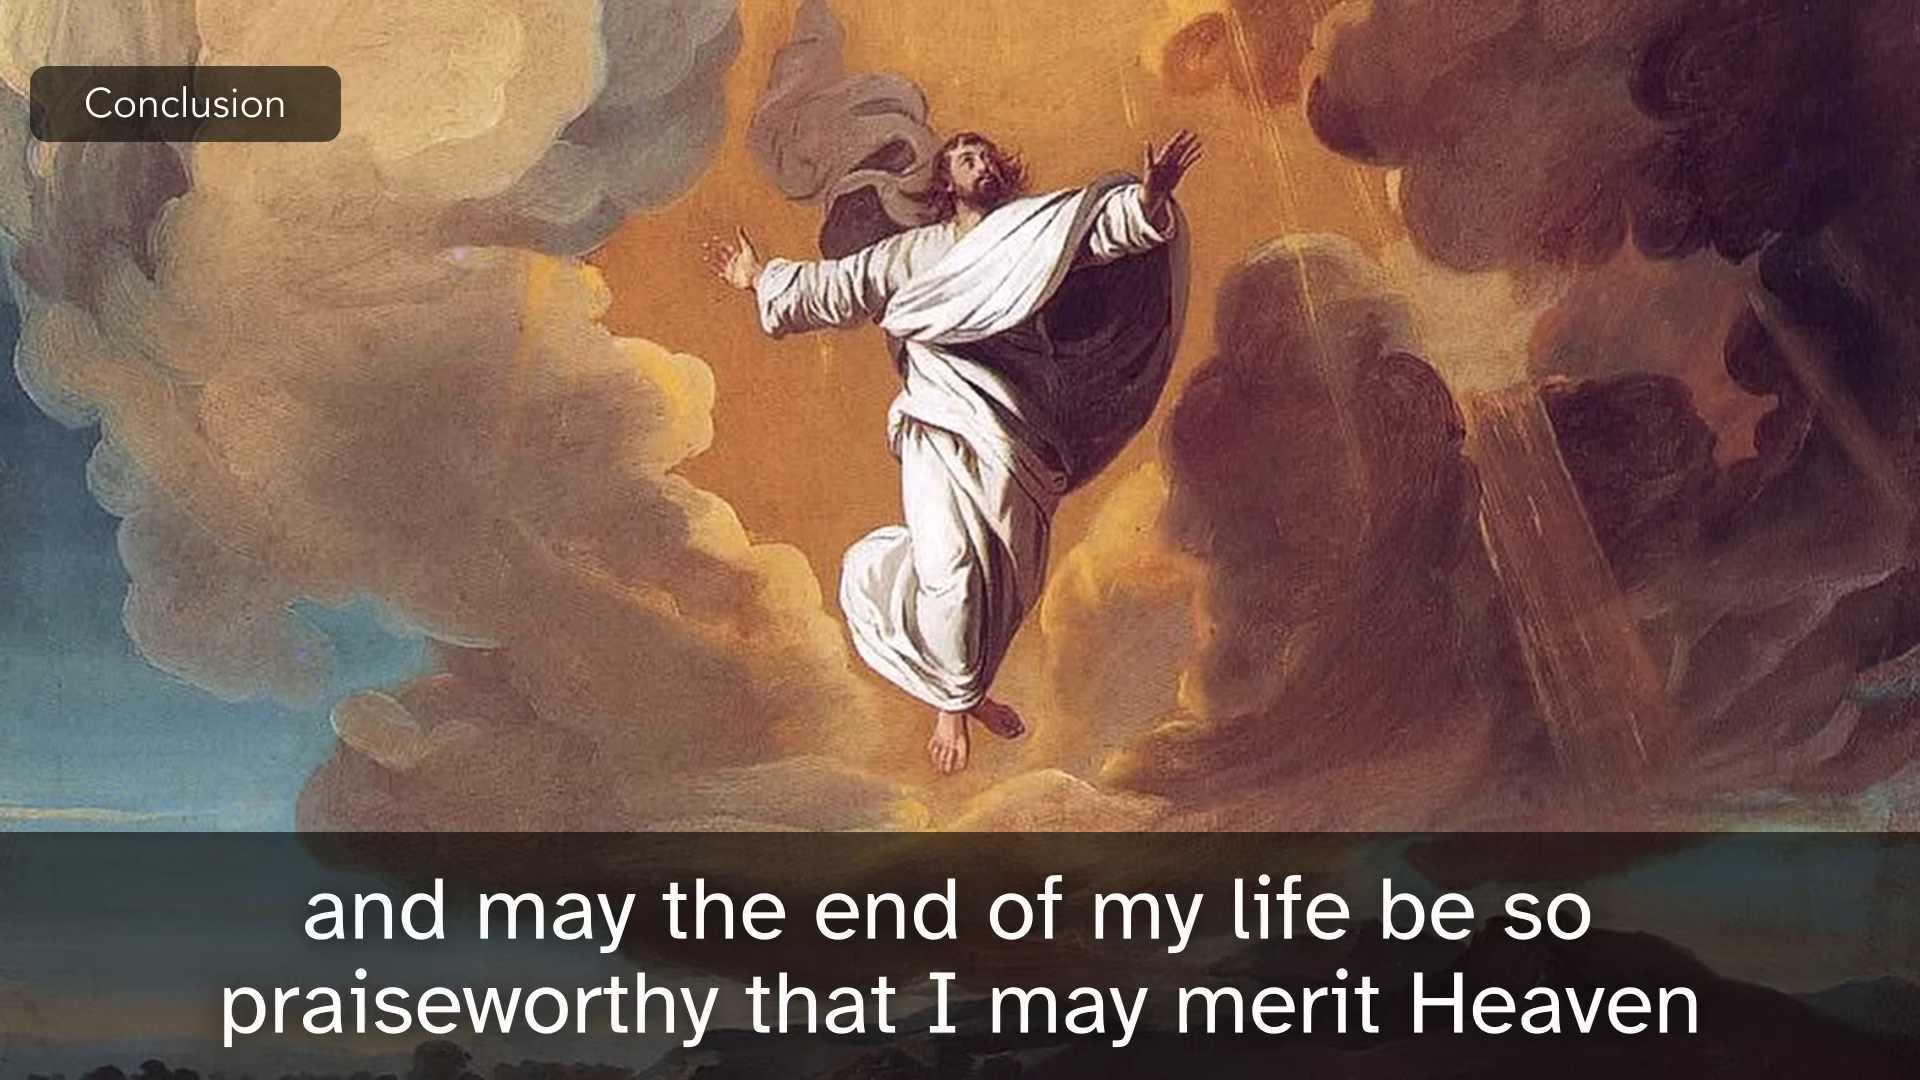 Conclusion
and may the end of my life be so
praiseworthy that I may merit Heaven